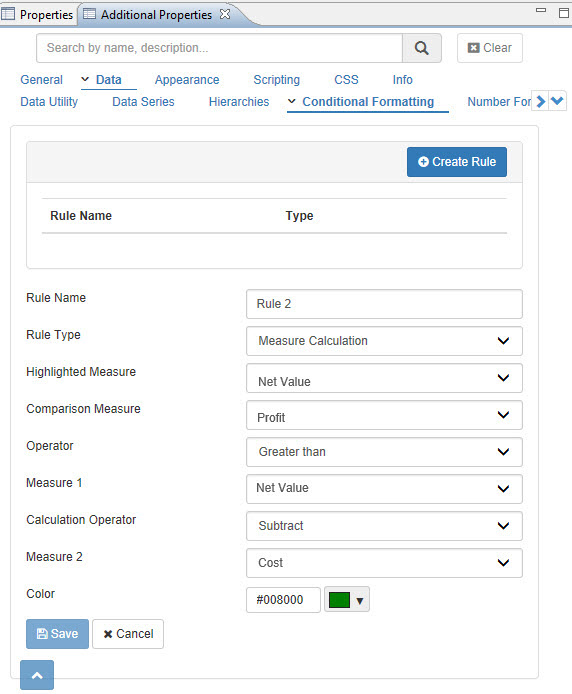 Properties Additional Properties
Search by name, description... Clear
General Data Appearance Scripting CSS Info
Data Utility Data Series Hierarchies Conditional Formatting Number For
Create Rule
Rule Name Type
Rule Name Rule 2
Rule Type Measure Calculation
Highlighted Measure Net Value
Comparison Measure Profit
Operator Greater than
Measure 1 Net Value
Calculation Operator Subtract
Measure 2 Cost
Color #008000
Save Cancel